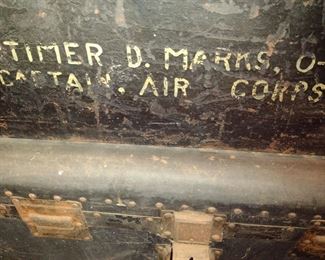 TIMER D. MARKS, O-
CAPTAIN, AIR CORPS